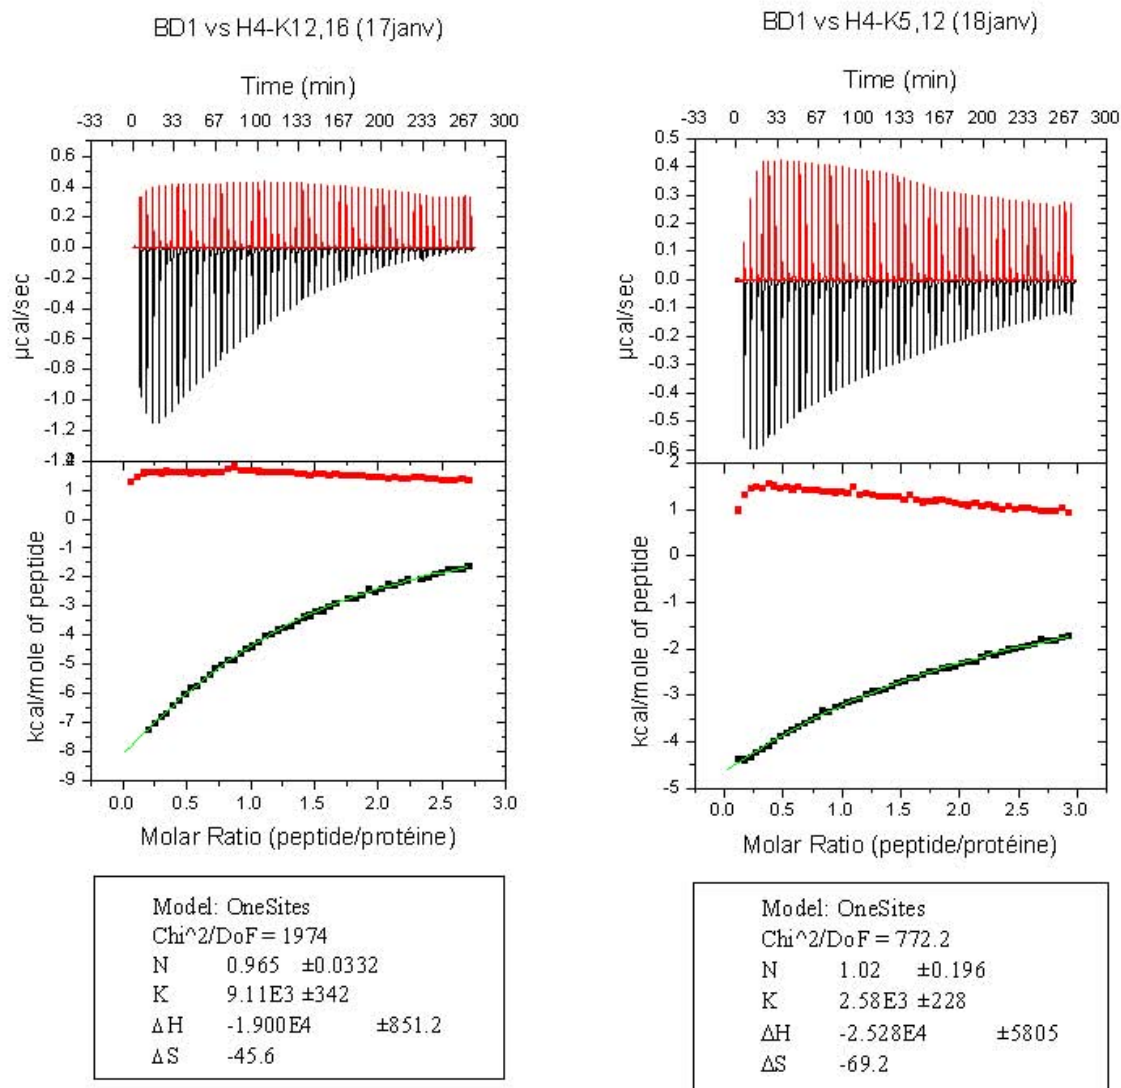 BD1 vs H4-K12,16 (17janv)
Time (min)
-33 0 33 67 100 133 167 200 233 267 300
0.6
0.4
0.2
0.0
-0.2
-0.4
-0.6
-0.8
-1.0
-1.2
µcal/sec
1
0
-1
-2
-3
-4
-5
-6
-7
-8
-9
kcal/mole of peptide
0.0 0.5 1.0 1.5 2.0 2.5 3.0
Molar Ratio (peptide/protéine)
Model: OneSites
Chi^2/DoF = 1974
N 0.965 ±0.0332
K 9.11E3 ±342
ΔH -1.900E4 ±851.2
ΔS -45.6
BD1 vs H4-K5,12 (18janv)
Time (min)
-33 0 33 67 100 133 167 200 233 267 300
0.5
0.4
0.3
0.2
0.1
0.0
-0.1
-0.2
-0.3
-0.4
-0.5
-0.6
µcal/sec
2
1
0
-1
-2
-3
-4
-5
kcal/mole of peptide
0.0 0.5 1.0 1.5 2.0 2.5 3.0
Molar Ratio (peptide/protéine)
Model: OneSites
Chi^2/DoF = 772.2
N 1.02 ±0.196
K 2.58E3 ±228
ΔH -2.528E4 ±5805
ΔS -69.2